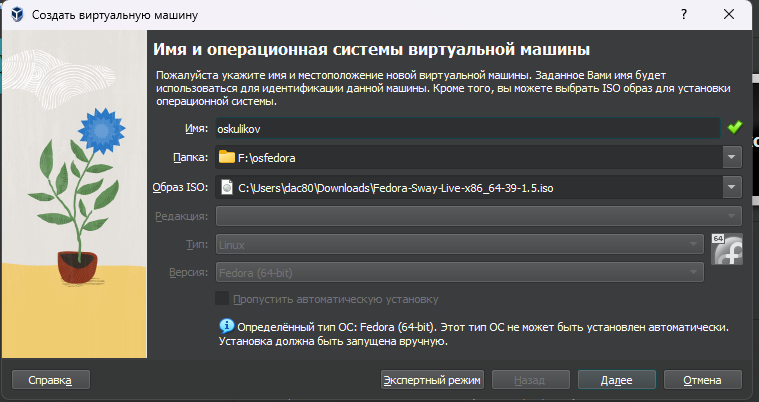 Создать виртуальную машину
Имя и операционная системы виртуальной машины
Пожалуйста укажите имя и местоположение новой виртуальной машины. Заданное Вами имя будет
использоваться для идентификации данной машины. Кроме того, вы можете выбрать ISO образ для установки
операционной системы.
Имя: oskulikov
Папка: F:\osfedora
Образ ISO: C:\Users\dac80\Downloads\Fedora-Sway-Live-x86_64-39-1.5.iso
Редакция:
Тип: Linux
64
Версия: Fedora (64-bit)
Пропустить автоматическую установку
Определённый тип ОС: Fedora (64-bit). Этот тип ОС не может быть установлен автоматически.
Установка должна быть запущена вручную.
Справка Экспертный режим Назад Далее Отмена